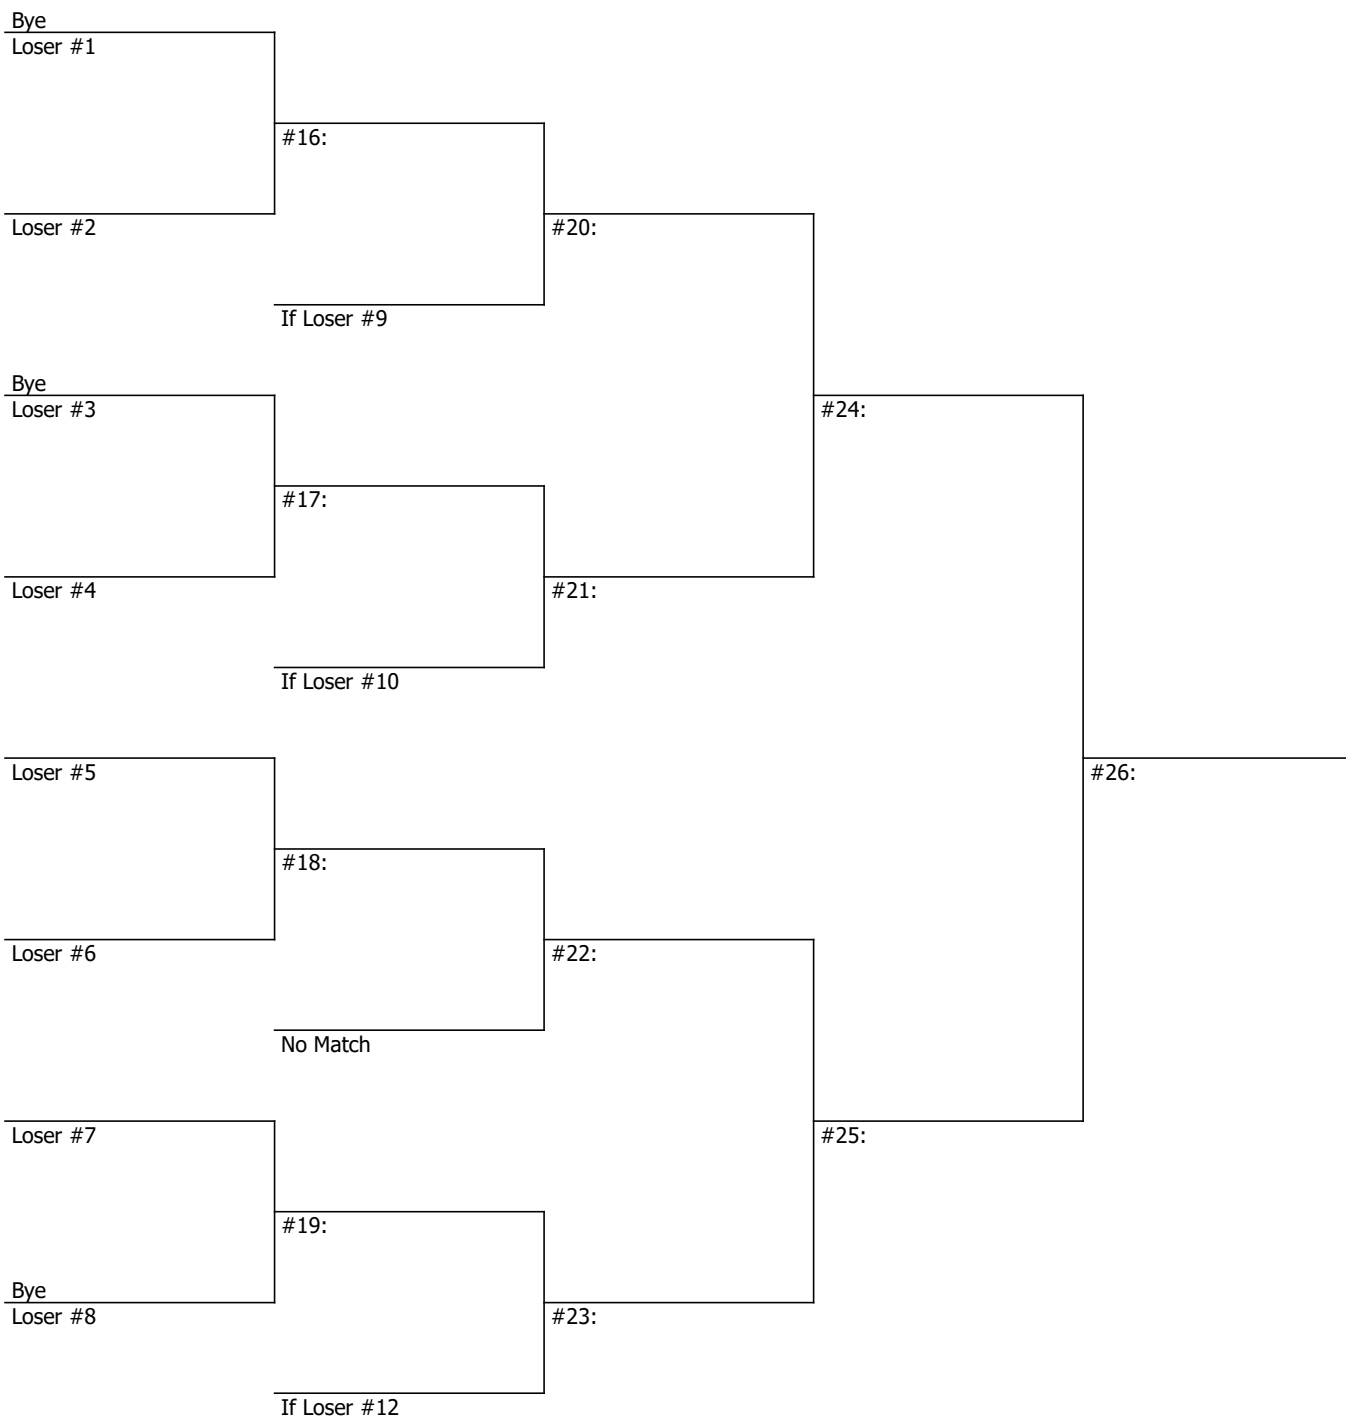 Bye
Loser #1
#16:
Loser #2
#20:
If Loser #9
Bye
Loser #3
#24:
#17:
Loser #4
#21:
If Loser #10
Loser #5
#26:
#18:
Loser #6
#22:
No Match
Loser #7
#25:
#19:
Bye
Loser #8
#23:
If Loser #12